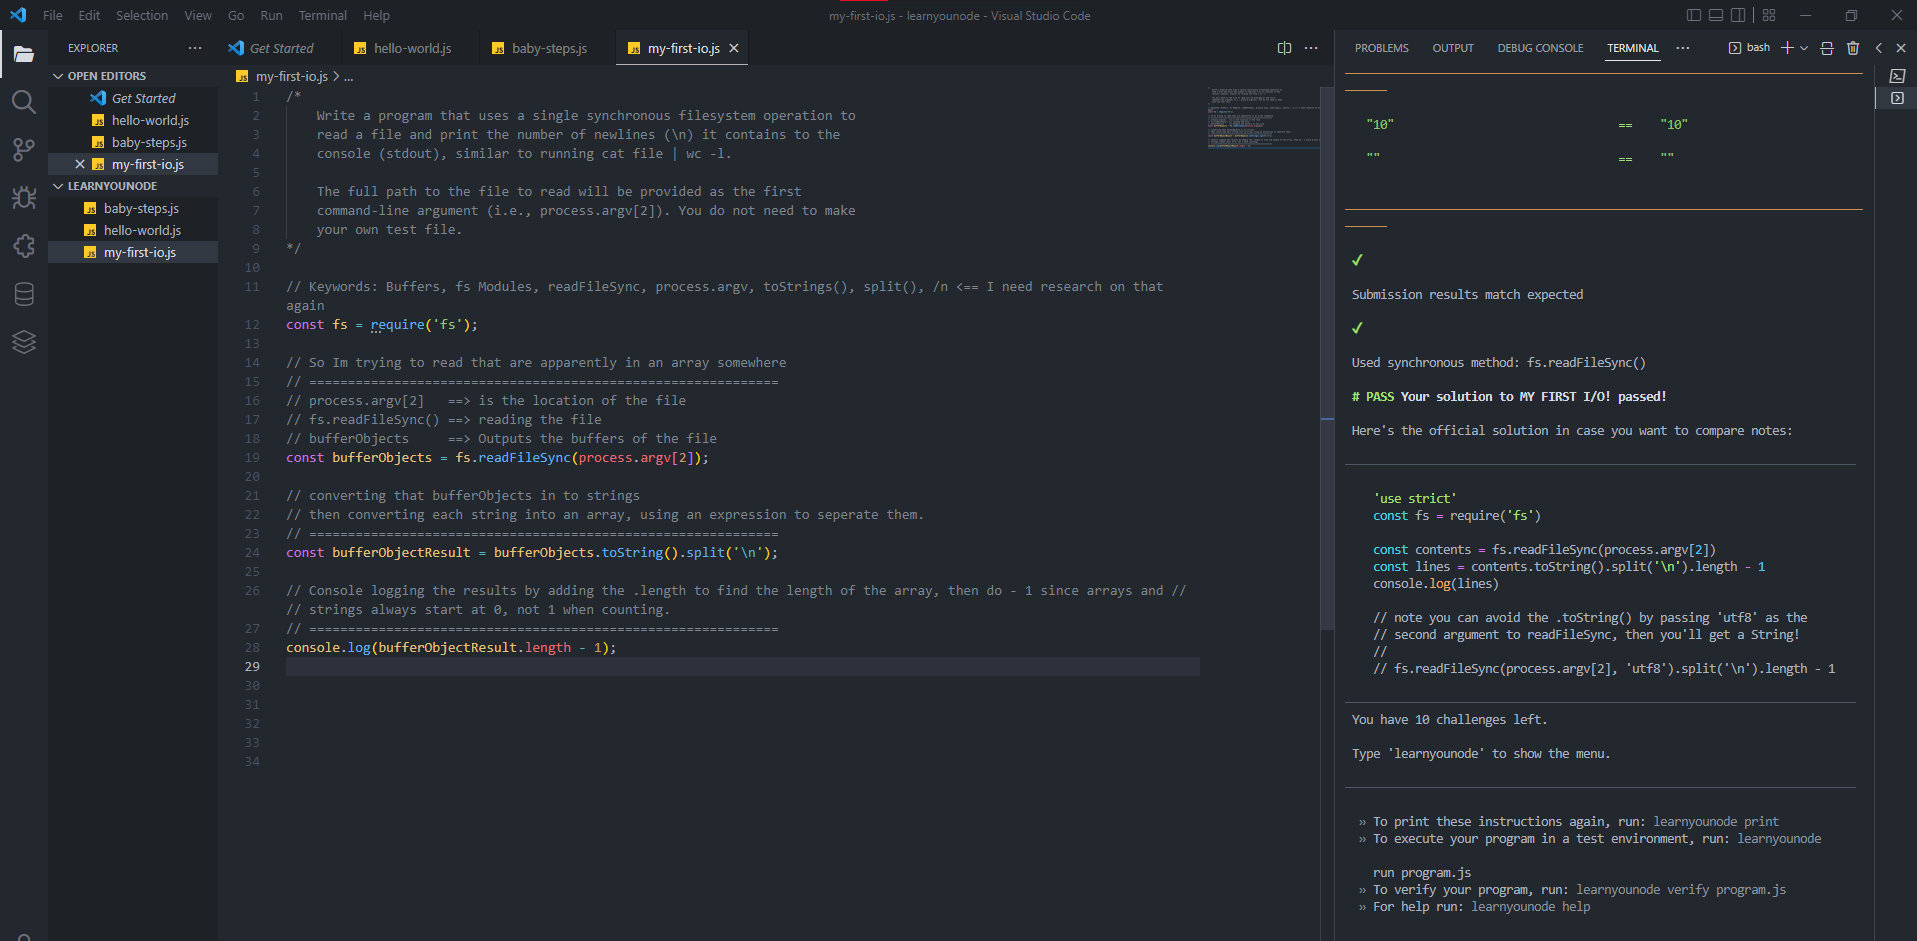 File Edit Selection View Go Run Terminal Help
my-first-io.js - learnyounode - Visual Studio Code
EXPLORER
OPEN EDITORS
Get Started
hello-world.js
baby-steps.js
my-first-io.js
LEARNYOUNODE
baby-steps.js
hello-world.js
my-first-io.js
Get Started hello-world.js baby-steps.js my-first-io.js
my-first-io.js > ...
1 /*
2 Write a program that uses a single synchronous filesystem operation to
3 read a file and print the number of newlines (\n) it contains to the
4 console (stdout), similar to running cat file | wc -l.
5
6 The full path to the file to read will be provided as the first
7 command-line argument (i.e., process.argv[2]). You do not need to make
8 your own test file.
9 */
10
11 // Keywords: Buffers, fs Modules, readFileSync, process.argv, toStrings(), split(), /n <== I need research on that
again
12 const fs = require('fs');
13
14 // So Im trying to read that are apparently in an array somewhere
15 // =============================================================
16 // process.argv[2] ==> is the location of the file
17 // fs.readFileSync() ==> reading the file
18 // bufferObjects ==> Outputs the buffers of the file
19 const bufferObjects = fs.readFileSync(process.argv[2]);
20
21 // converting that bufferObjects in to strings
22 // then converting each string into an array, using an expression to seperate them.
23 // =============================================================
24 const bufferObjectResult = bufferObjects.toString().split('\n');
25
26 // Console logging the results by adding the .length to find the length of the array, then do - 1 since arrays and //
// strings always start at 0, not 1 when counting.
27 // =============================================================
28 console.log(bufferObjectResult.length - 1);
29
30
31
32
33
34
PROBLEMS OUTPUT DEBUG CONSOLE TERMINAL bash
"10" == "10"
"" == ""
✓
Submission results match expected
✓
Used synchronous method: fs.readFileSync()
# PASS Your solution to MY FIRST I/O! passed!
Here's the official solution in case you want to compare notes:
'use strict'
const fs = require('fs')
const contents = fs.readFileSync(process.argv[2])
const lines = contents.toString().split('\n').length - 1
console.log(lines)
// note you can avoid the .toString() by passing 'utf8' as the
// second argument to readFileSync, then you'll get a String!
//
// fs.readFileSync(process.argv[2], 'utf8').split('\n').length - 1
You have 10 challenges left.
Type 'learnyounode' to show the menu.
» To print these instructions again, run: learnyounode print
» To execute your program in a test environment, run: learnyounode
run program.js
» To verify your program, run: learnyounode verify program.js
» For help run: learnyounode help